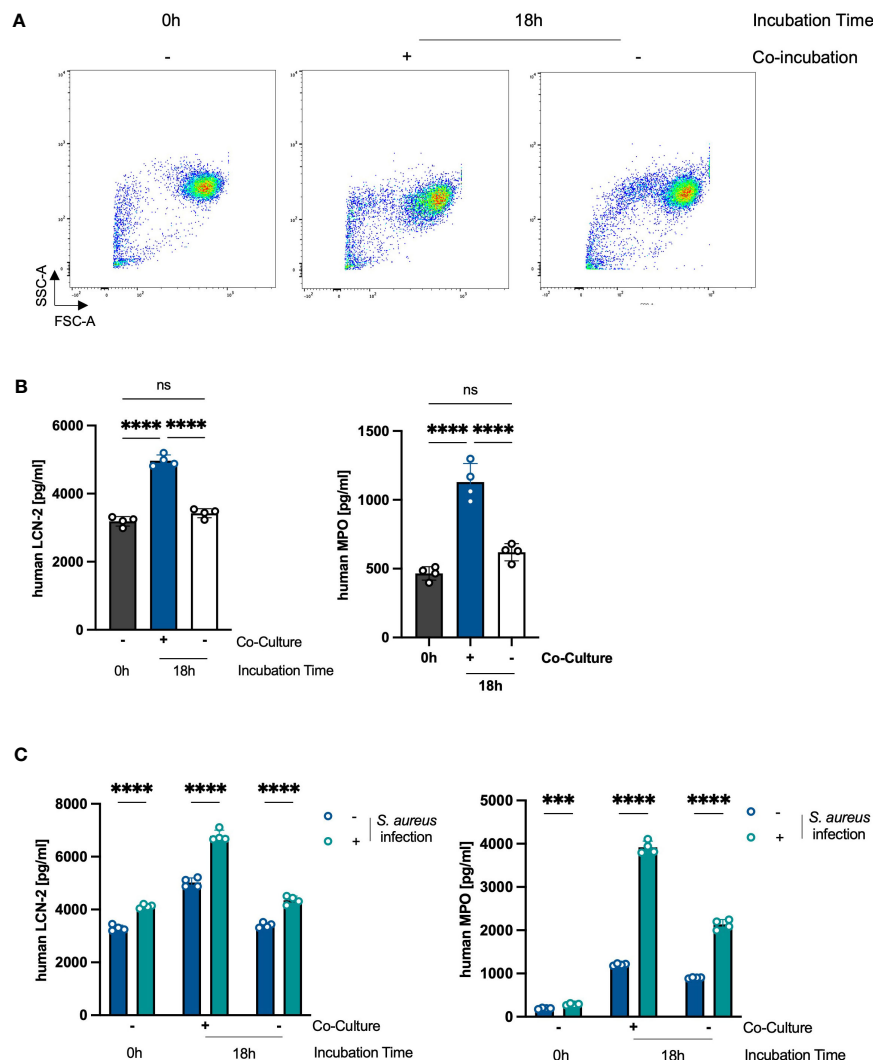 A
0h
18h
Incubation Time
-
+
-
Co-incubation
SSC-A
FSC-A
B
ns
**** ****
human LCN-2 [pg/ml]
6000
4000
2000
0
- + - Co-Culture
0h 18h Incubation Time
ns
**** ****
human MPO [pg/ml]
1500
1000
500
0
0h + - Co-Culture
18h
C
**** **** ****
human LCN-2 [pg/ml]
8000
6000
4000
2000
0
- S. aureus
+ infection
- + - Co-Culture
0h 18h Incubation Time
*** **** ****
human MPO [pg/ml]
5000
4000
3000
2000
1000
0
- S. aureus
+ infection
- + - Co-Culture
0h 18h Incubation Time